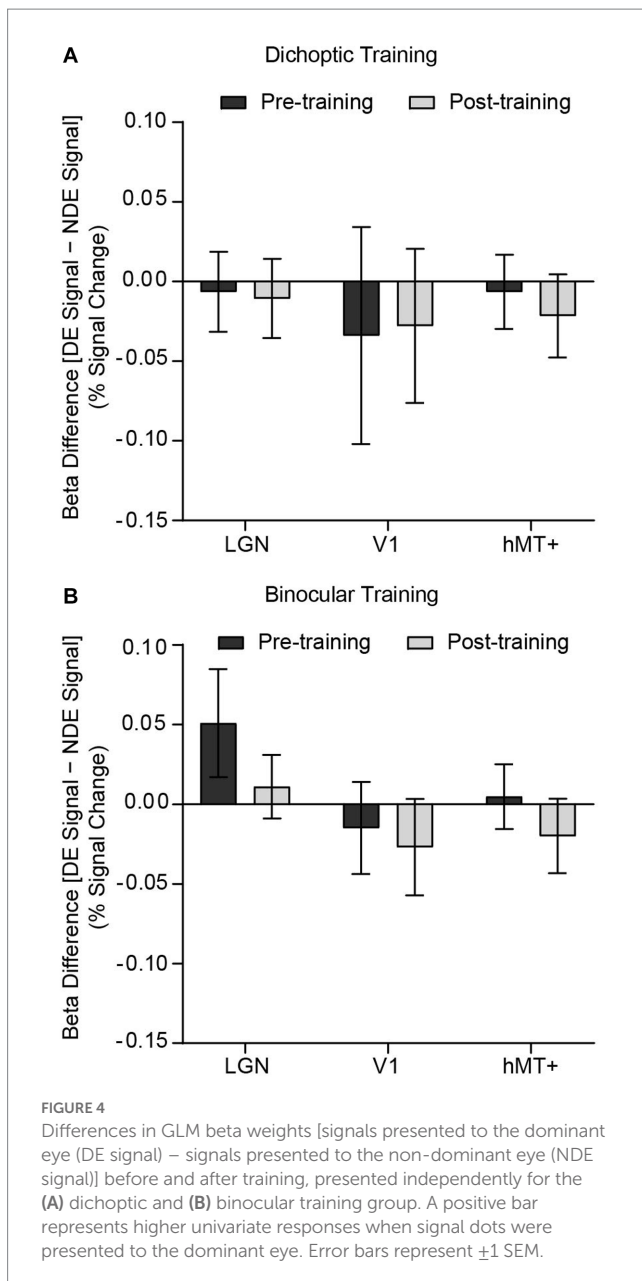 A Dichoptic Training
Pre-training Post-training
Beta Difference [DE Signal – NDE Signal]
(% Signal Change)
0.10
0.05
0.00
-0.05
-0.10
-0.15
LGN V1 hMT+
B Binocular Training
Pre-training Post-training
Beta Difference [DE Signal – NDE Signal]
(% Signal Change)
0.10
0.05
0.00
-0.05
-0.10
-0.15
LGN V1 hMT+
FIGURE 4
Differences in GLM beta weights [signals presented to the dominant
eye (DE signal) – signals presented to the non-dominant eye (NDE
signal)] before and after training, presented independently for the
(A) dichoptic and (B) binocular training group. A positive bar
represents higher univariate responses when signal dots were
presented to the dominant eye. Error bars represent ±1 SEM.